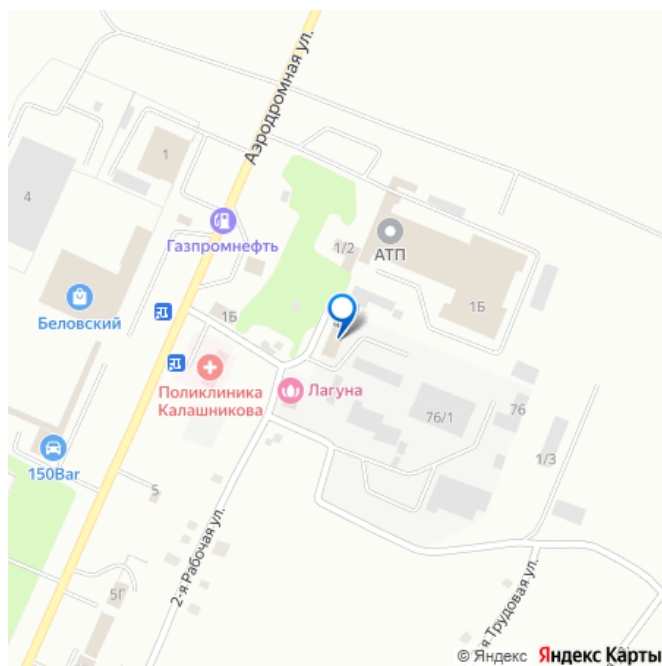 Аэродромная ул.
1
4
Газпромнефть
1/2
АТП
Беловский
1Б
1Б
Поликлиника
Калашникова
Лагуна
76/1
76
1/3
150Bar
5
2-я Рабочая ул.
5Г
я Трудовая ул.
© Яндекс Яндекс Карты